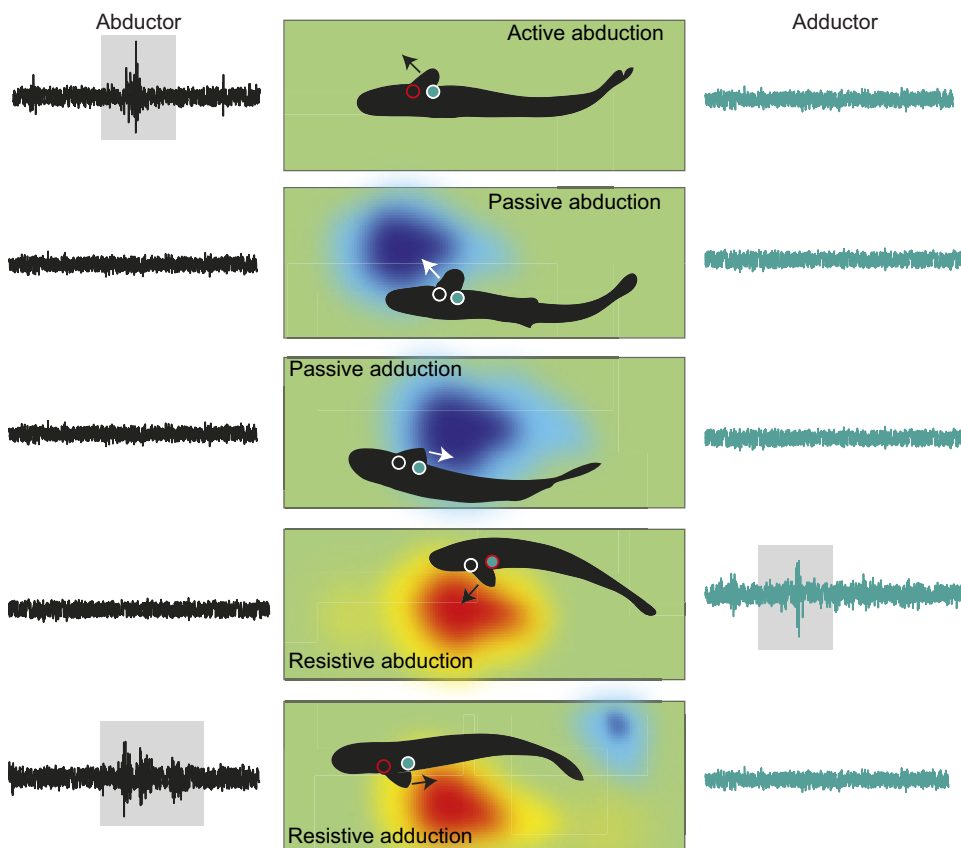 Abductor
Active abduction
Adductor
Passive abduction
Passive adduction
Resistive abduction
Resistive adduction